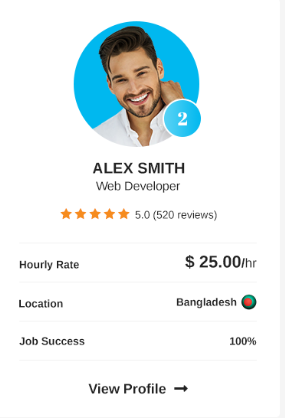 2
ALEX SMITH
Web Developer
5.0 (520 reviews)
Hourly Rate $ 25.00/hr
Location Bangladesh
Job Success 100%
View Profile →